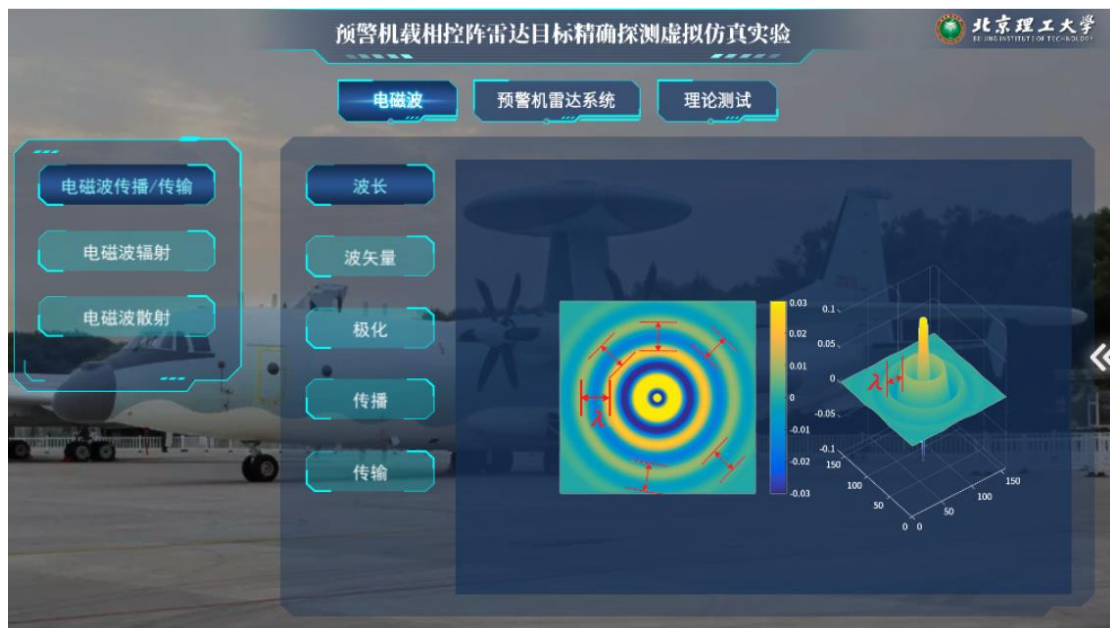 预警机载相控阵雷达目标精确探测虚拟仿真实验
北京理工大学
BEIJING INSTITUTE OF TECHNOLOGY
电磁波
预警机雷达系统
理论测试
电磁波传播/传输
电磁波辐射
电磁波散射
波长
波矢量
极化
传播
传输
λ
0.03
0.02
0.01
0
-0.01
-0.02
-0.03
λ
0.1
0.05
0
-0.05
-0.1
150
100
50
0
0
50
100
150